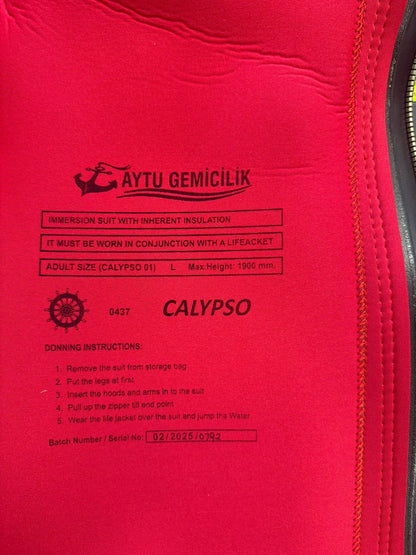 AYTU GEMİCİLİK
IMMERSION SUIT WITH INHERENT INSULATION
IT MUST BE WORN IN CONJUNCTION WITH A LIFEACKET
ADULT SIZE (CALYPSO 01) L Max Height: 1900 mm.
0437 CALYPSO
DONNING INSTRUCTIONS:
1. Remove the suit from storage bag
2. Put the legs at first
3. Insert the hoods and arms in to the suit
4. Pull up the zipper till end point
5. Wear the life jacket over the suit and jump the Water
Batch Number / Serial No: 02/2025/0792